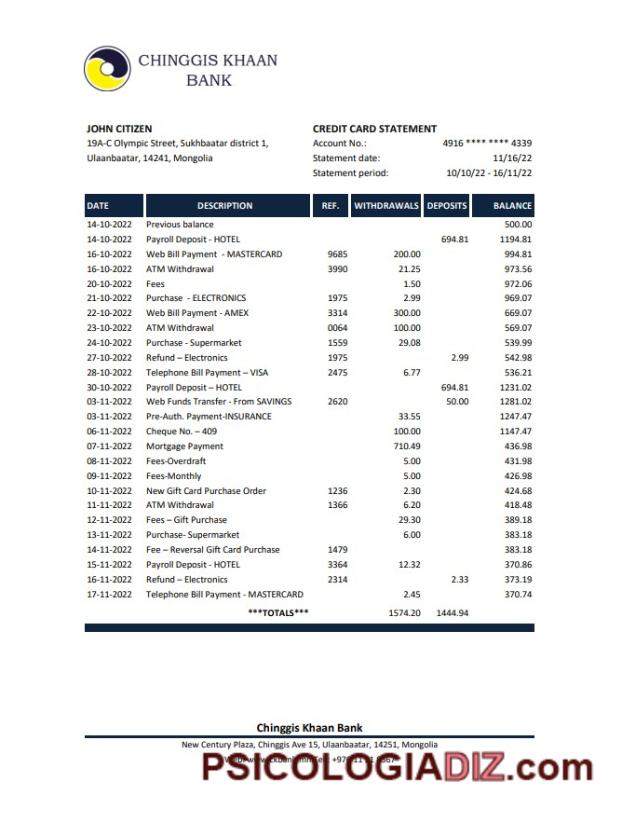 CHINGGIS KHAAN
BANK
JOHN CITIZEN
19A-C Olympic Street, Sukhbaatar district 1,
Ulaanbaatar, 14241, Mongolia
CREDIT CARD STATEMENT
Account No.: 4916 **** **** 4339
Statement date: 11/16/22
Statement period: 10/10/22 - 16/11/22
DATE DESCRIPTION REF. WITHDRAWALS DEPOSITS BALANCE
14-10-2022 Previous balance 500.00
14-10-2022 Payroll Deposit - HOTEL 694.81 1194.81
16-10-2022 Web Bill Payment - MASTERCARD 9685 200.00 994.81
16-10-2022 ATM Withdrawal 3990 21.25 973.56
20-10-2022 Fees 1.50 972.06
21-10-2022 Purchase - ELECTRONICS 1975 2.99 969.07
22-10-2022 Web Bill Payment - AMEX 3314 300.00 669.07
23-10-2022 ATM Withdrawal 0064 100.00 569.07
24-10-2022 Purchase - Supermarket 1559 29.08 539.99
27-10-2022 Refund – Electronics 1975 2.99 542.98
28-10-2022 Telephone Bill Payment – VISA 2475 6.77 536.21
30-10-2022 Payroll Deposit – HOTEL 694.81 1231.02
03-11-2022 Web Funds Transfer - From SAVINGS 2620 50.00 1281.02
03-11-2022 Pre-Auth. Payment-INSURANCE 33.55 1247.47
06-11-2022 Cheque No. – 409 100.00 1147.47
07-11-2022 Mortgage Payment 710.49 436.98
08-11-2022 Fees-Overdraft 5.00 431.98
09-11-2022 Fees-Monthly 5.00 426.98
10-11-2022 New Gift Card Purchase Order 1236 2.30 424.68
11-11-2022 ATM Withdrawal 1366 6.20 418.48
12-11-2022 Fees – Gift Purchase 29.30 389.18
13-11-2022 Purchase- Supermarket 6.00 383.18
14-11-2022 Fee – Reversal Gift Card Purchase 1479 383.18
15-11-2022 Payroll Deposit - HOTEL 3364 12.32 370.86
16-11-2022 Refund – Electronics 2314 2.33 373.19
17-11-2022 Telephone Bill Payment - MASTERCARD 2.45 370.74
***TOTALS*** 1574.20 1444.94
Chinggis Khaan Bank
New Century Plaza, Chinggis Ave 15, Ulaanbaatar, 14251, Mongolia
PSICOLOGIADIZ.com